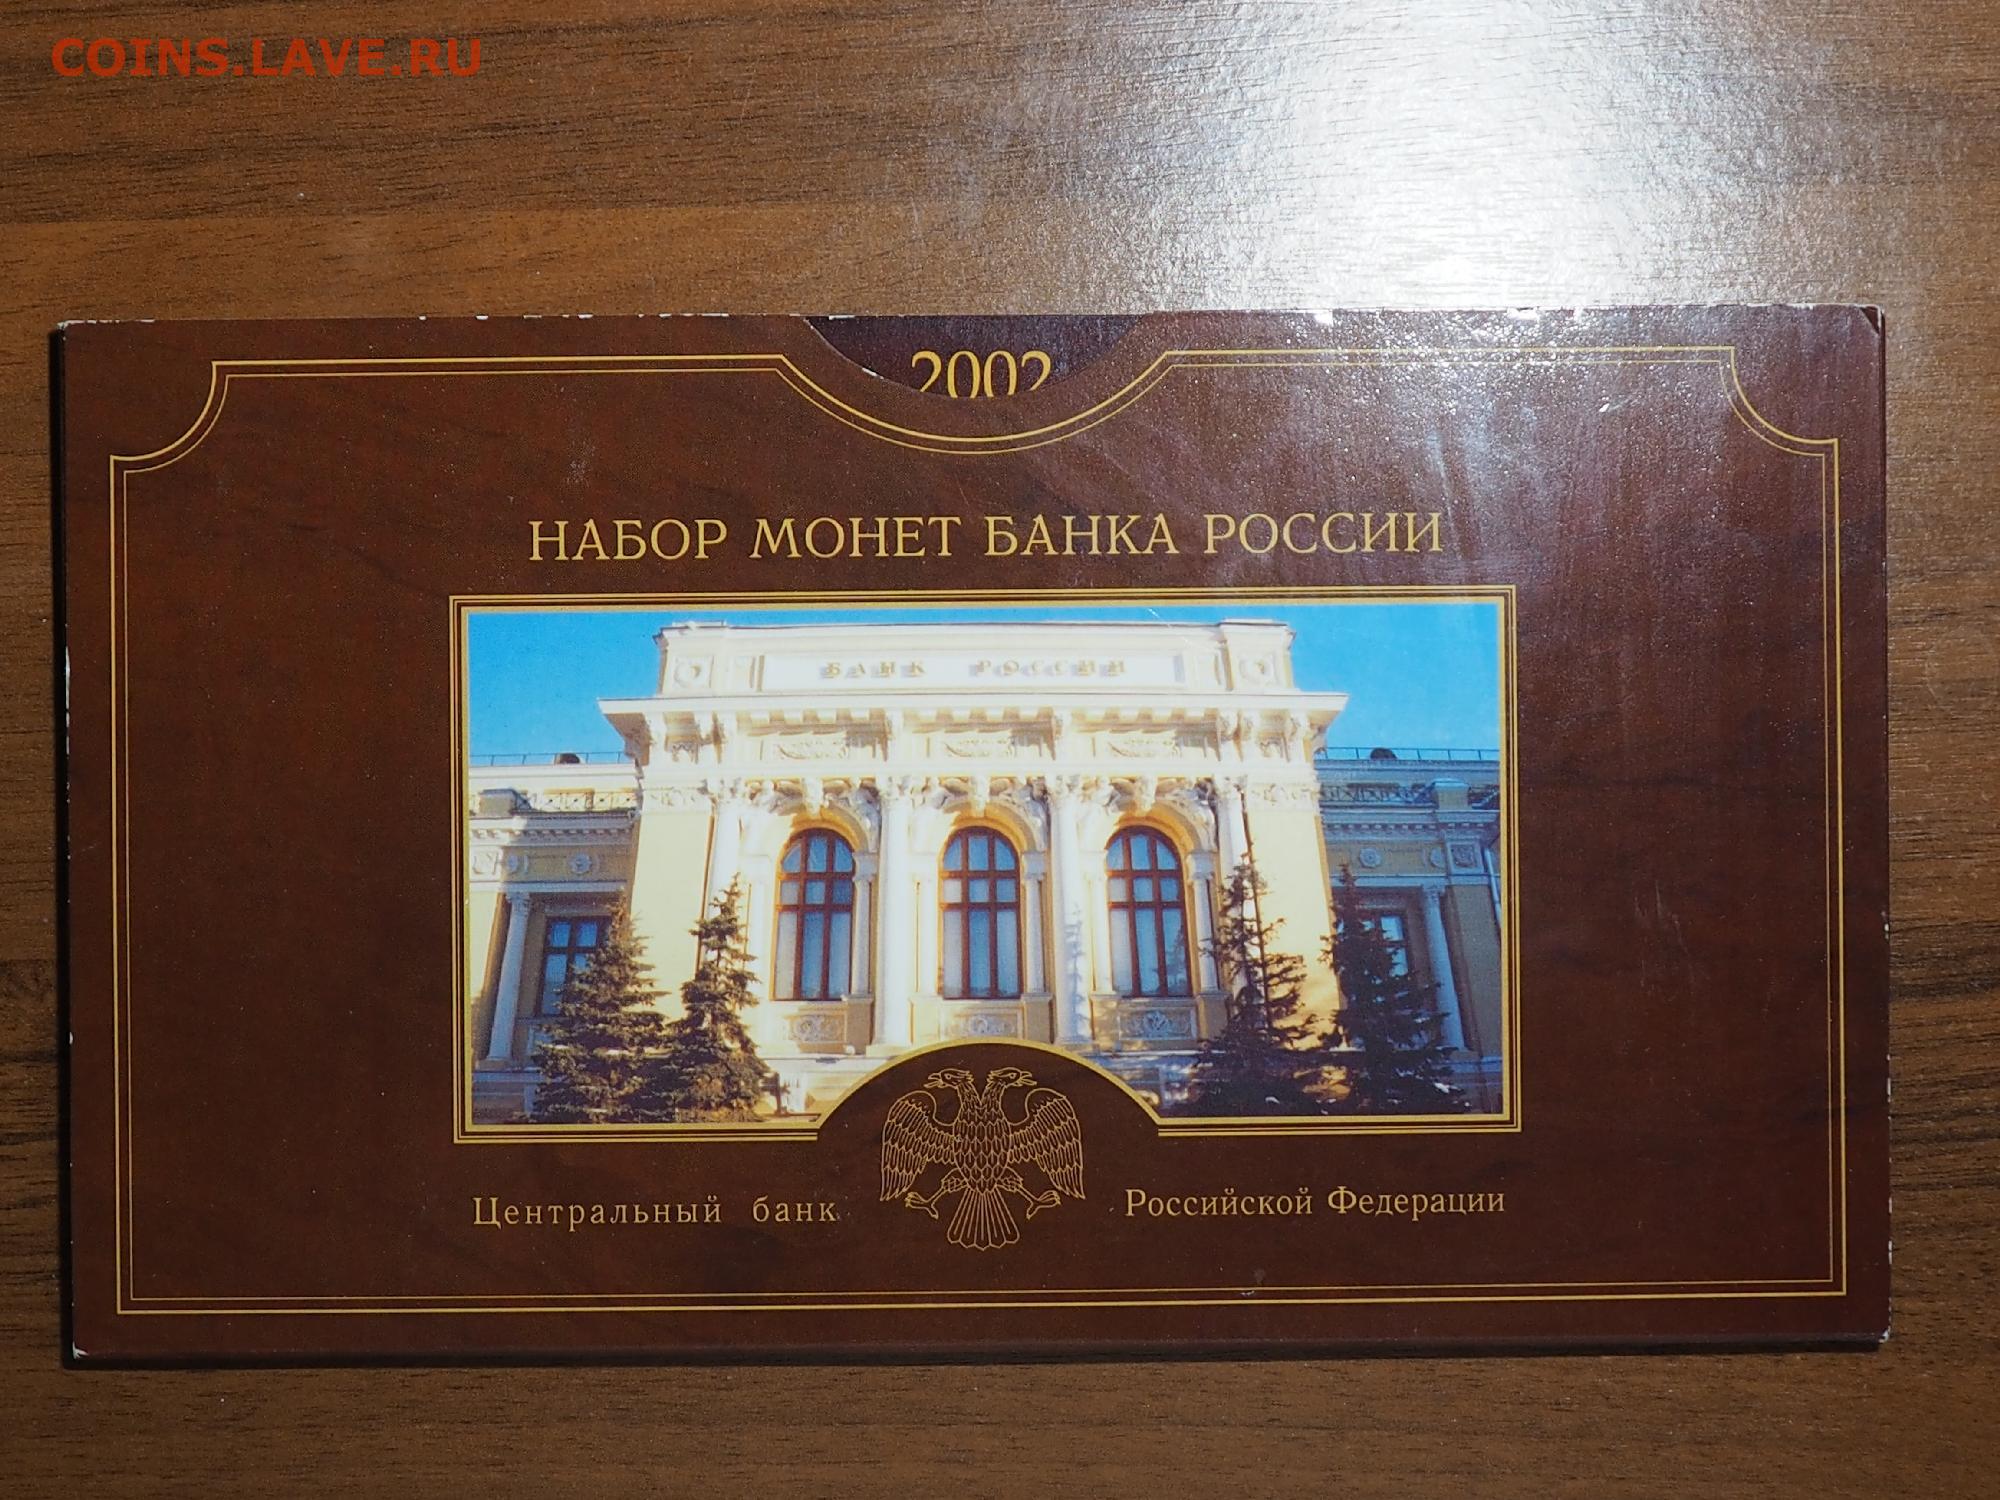 COINS.LAVE.RU
2002
НАБОР МОНЕТ БАНКА РОССИИ
БАНК РОССИИ
Центральный банк Российской Федерации